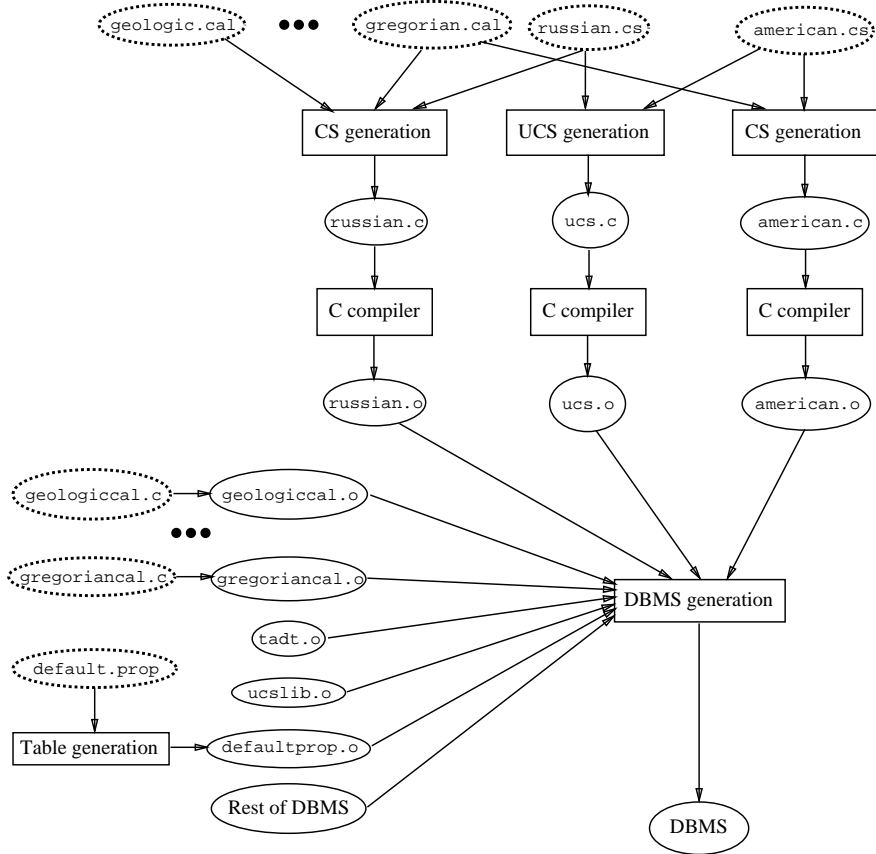 geologic.cal
gregorian.cal
russian.cs
american.cs
CS generation
UCS generation
CS generation
russian.c
ucs.c
american.c
C compiler
C compiler
C compiler
russian.o
ucs.o
american.o
geologiccal.c
geologiccal.o
gregoriancal.c
gregoriancal.o
DBMS generation
tadt.o
default.prop
ucslib.o
Table generation
defaultprop.o
Rest of DBMS
DBMS